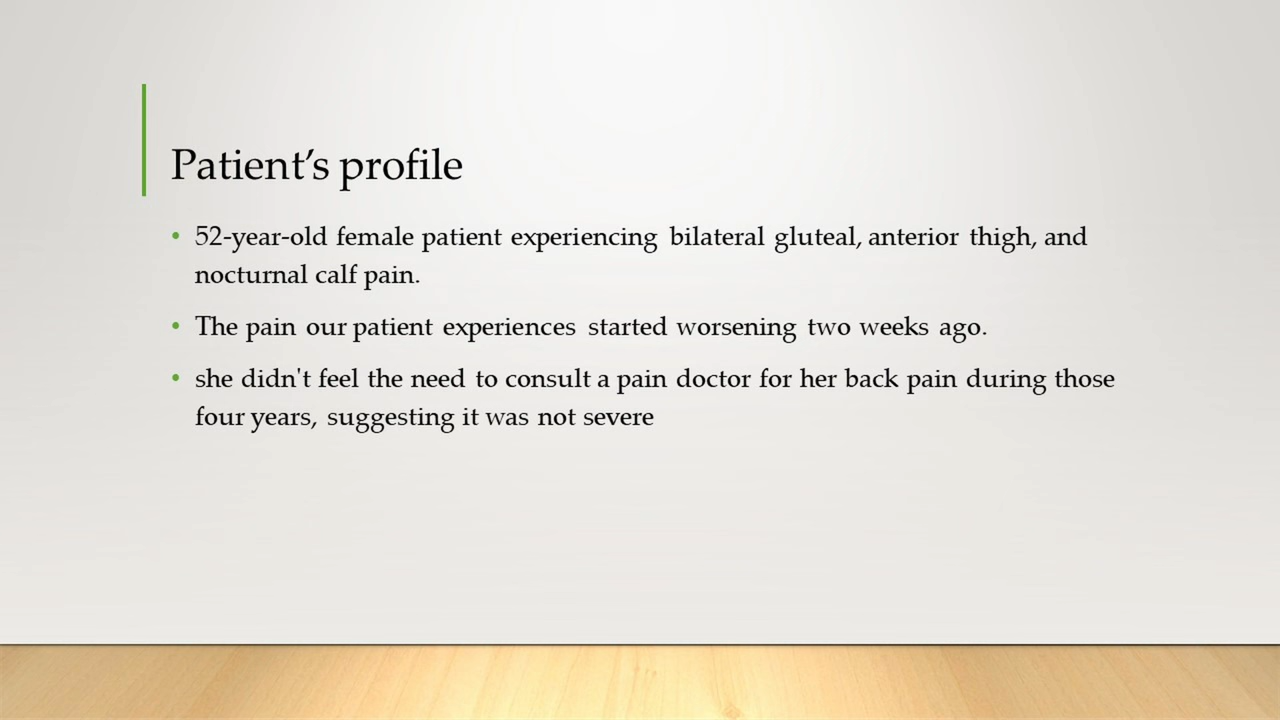 Patient’s profile
• 52-year-old female patient experiencing bilateral gluteal, anterior thigh, and
nocturnal calf pain.
• The pain our patient experiences started worsening two weeks ago.
• she didn't feel the need to consult a pain doctor for her back pain during those
four years, suggesting it was not severe